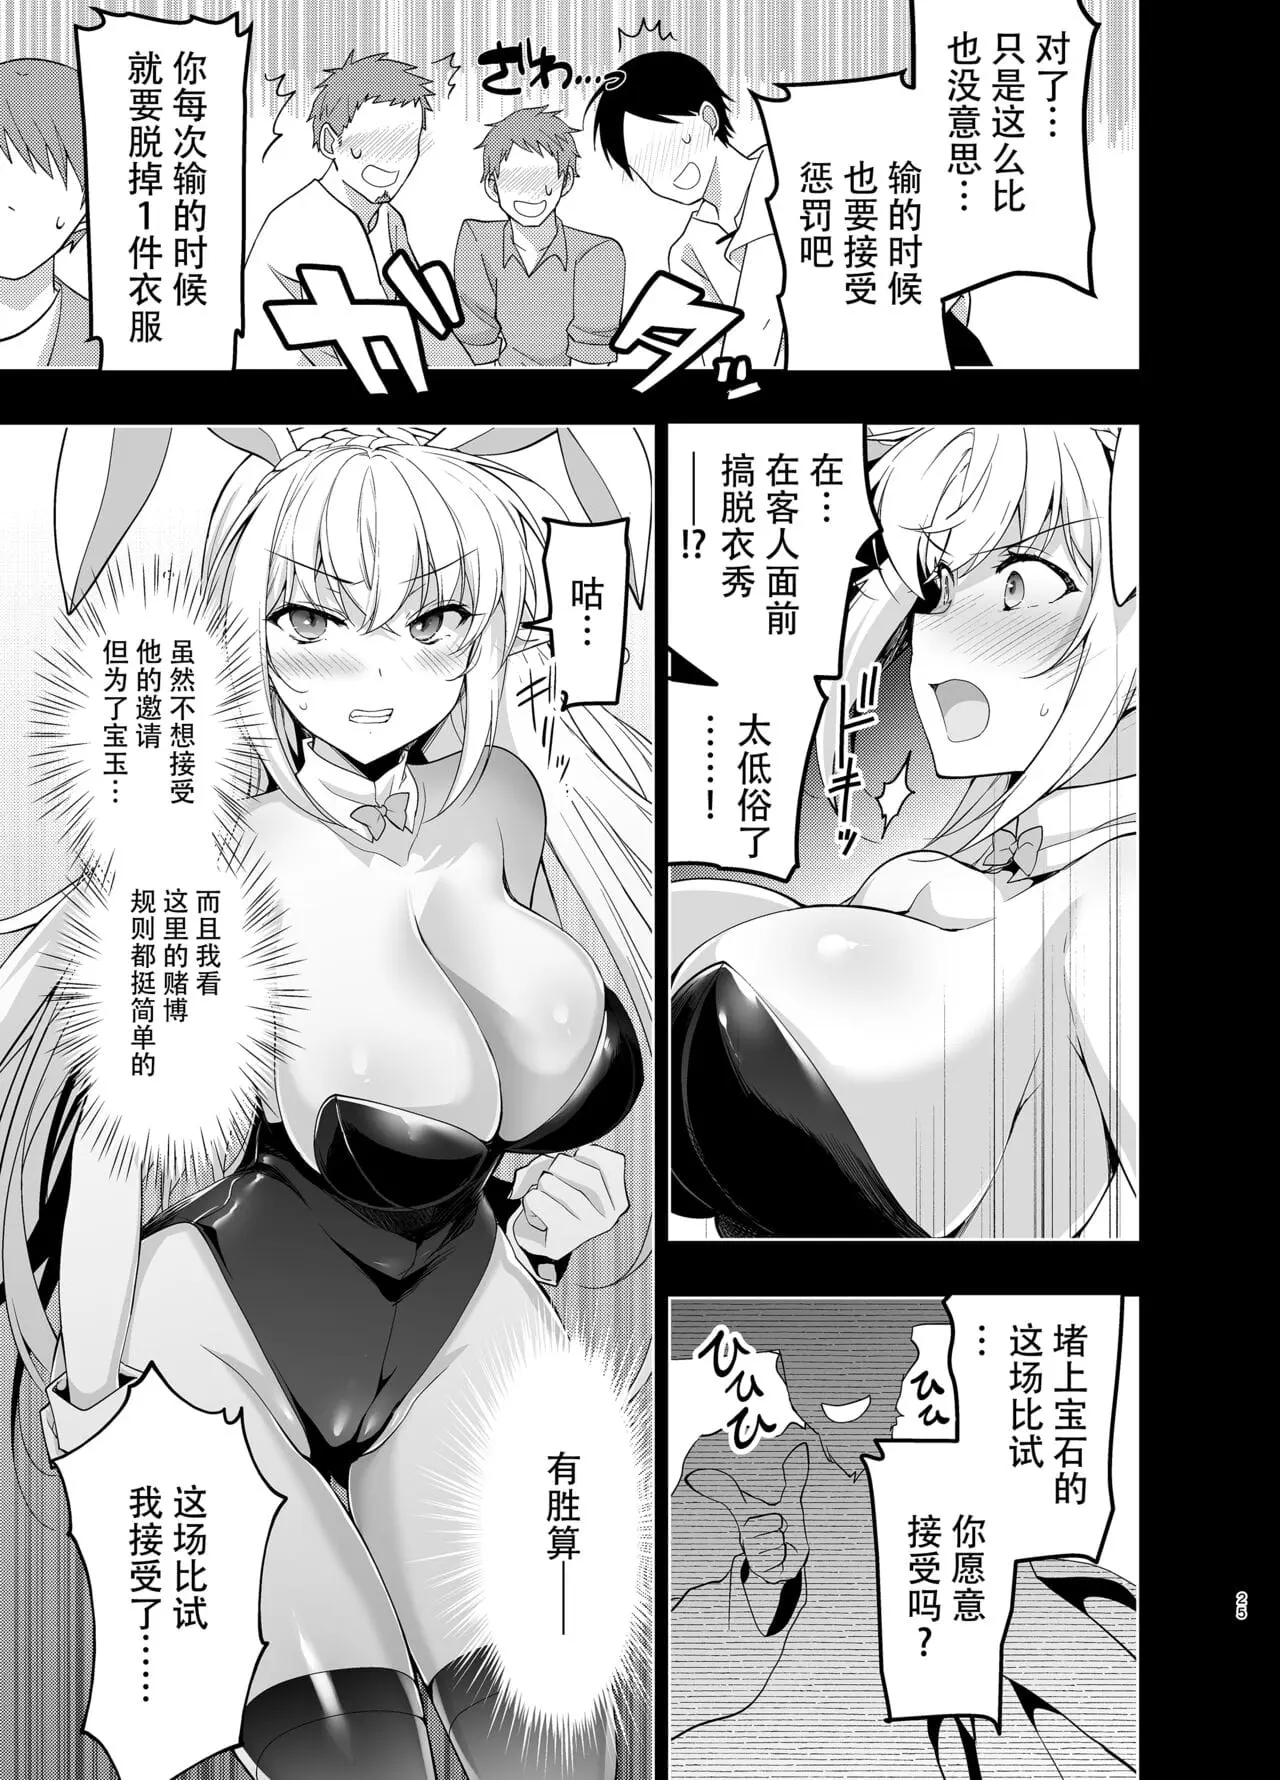 对了…
只是这么比
也没意思…
输的时候
也要接受
惩罚吧
ざわ…っ
ガタッ
你每次输的时候
就要脱掉1件衣服
在…
在客人面前
搞脱衣秀
——!?
太低俗了
……！
ドキドキッ
堵上宝石的
这场比试
…
你愿意
接受吗?
ひひ
ひひひひ
咕…
虽然不想接受
他的邀请
但为了宝玉…
而且我看
这里的赌博
规则都挺简单的
有胜算——
这场比试
我接受了……
25